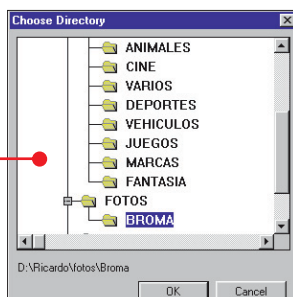 Choose Directory
ANIMALES
CINE
VARIOS
DEPORTES
VEHICULOS
JUEGOS
MARCAS
FANTASIA
FOTOS
BROMA
D:\Ricardo\fotos\Broma
OK
Cancel